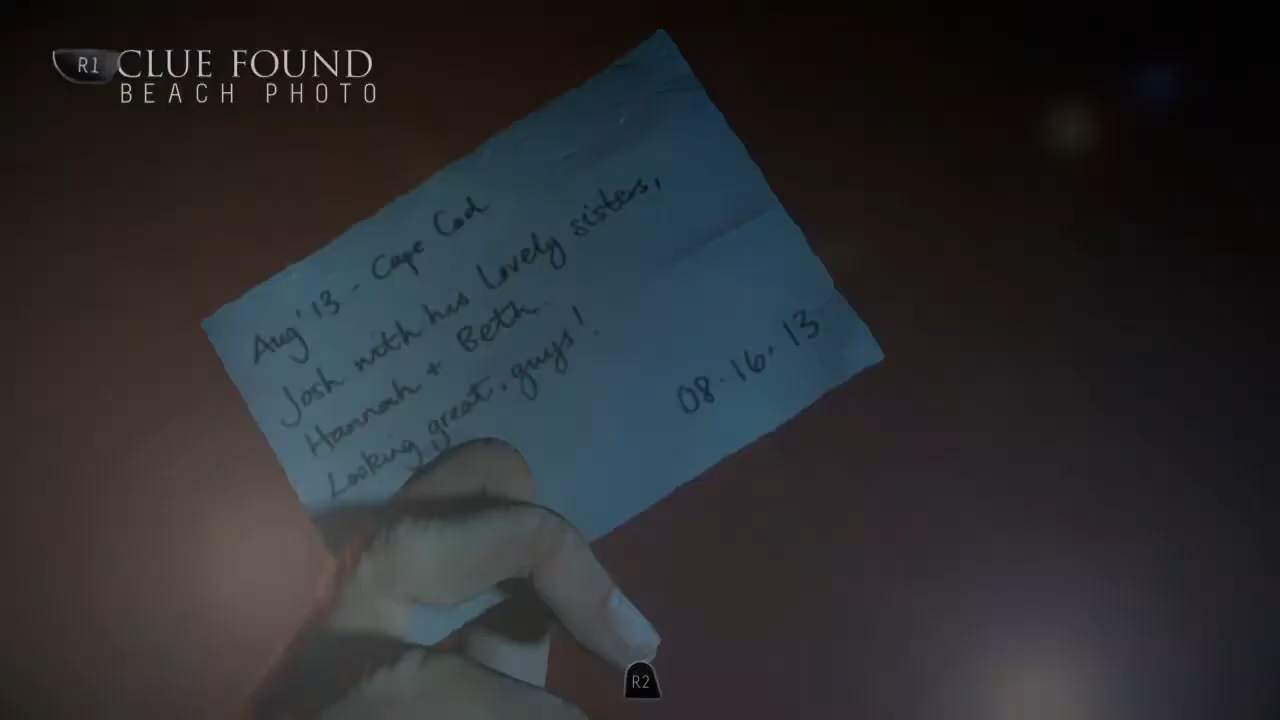 R1 CLUE FOUND
BEACH PHOTO
Aug'13 - Cape Cod
Josh with his lovely sisters,
Hannah + Beth.
Looking great, guys!
08.16.13
R2